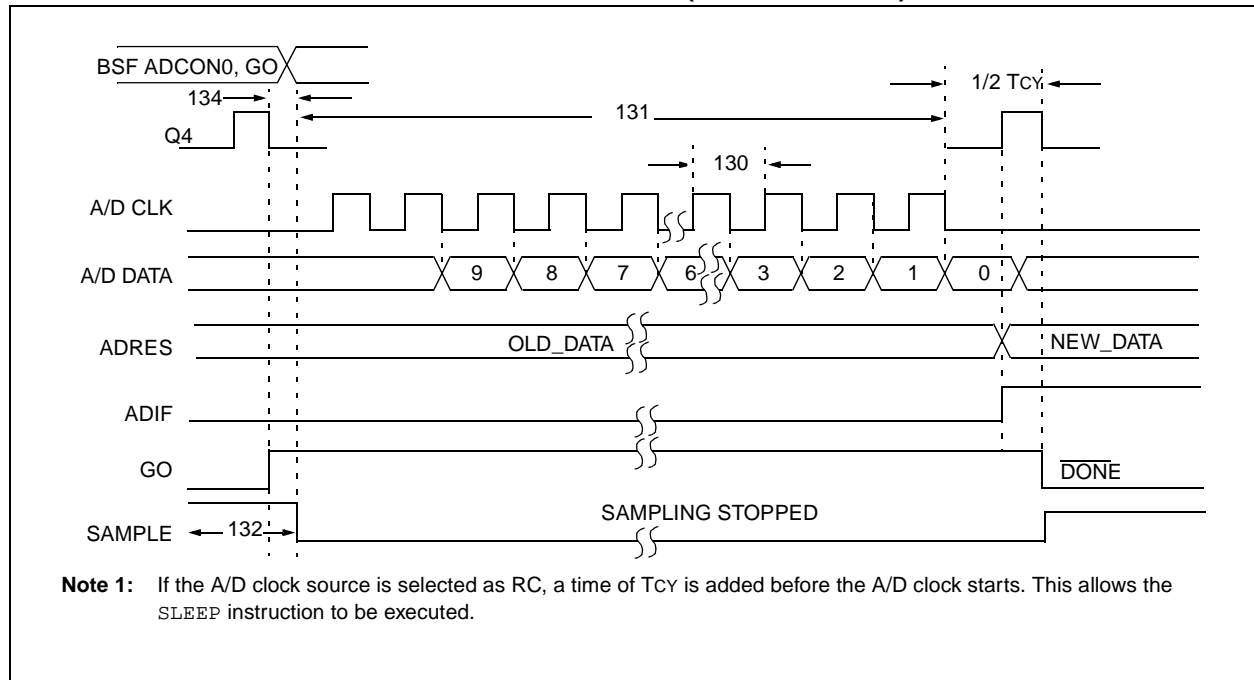 BSF ADCON0, GO
134
1/2 TCY
131
Q4
130
A/D CLK
A/D DATA 9 8 7 6 3 2 1 0
ADRES OLD_DATA NEW_DATA
ADIF
GO DONE
SAMPLING STOPPED
SAMPLE 132
Note 1: If the A/D clock source is selected as RC, a time of TCY is added before the A/D clock starts. This allows the
SLEEP instruction to be executed.